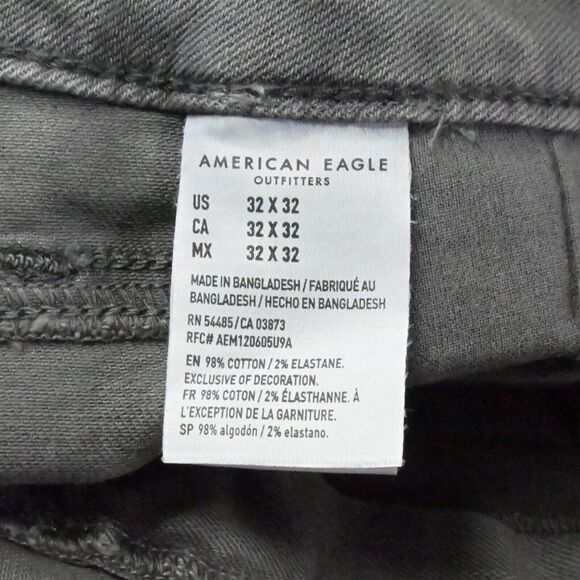 AMERICAN EAGLE
OUTFITTERS
US 32 X 32
CA 32 X 32
MX 32 X 32
MADE IN BANGLADESH / FABRIQUÉ AU
BANGLADESH / HECHO EN BANGLADESH
RN 54485 / CA 03873
RFC# AEM120605U9A
EN 98% COTTON / 2% ELASTANE.
EXCLUSIVE OF DECORATION.
FR 98% COTON / 2% ÉLASTHANNE. À
L'EXCEPTION DE LA GARNITURE.
SP 98% algodón / 2% elastano.